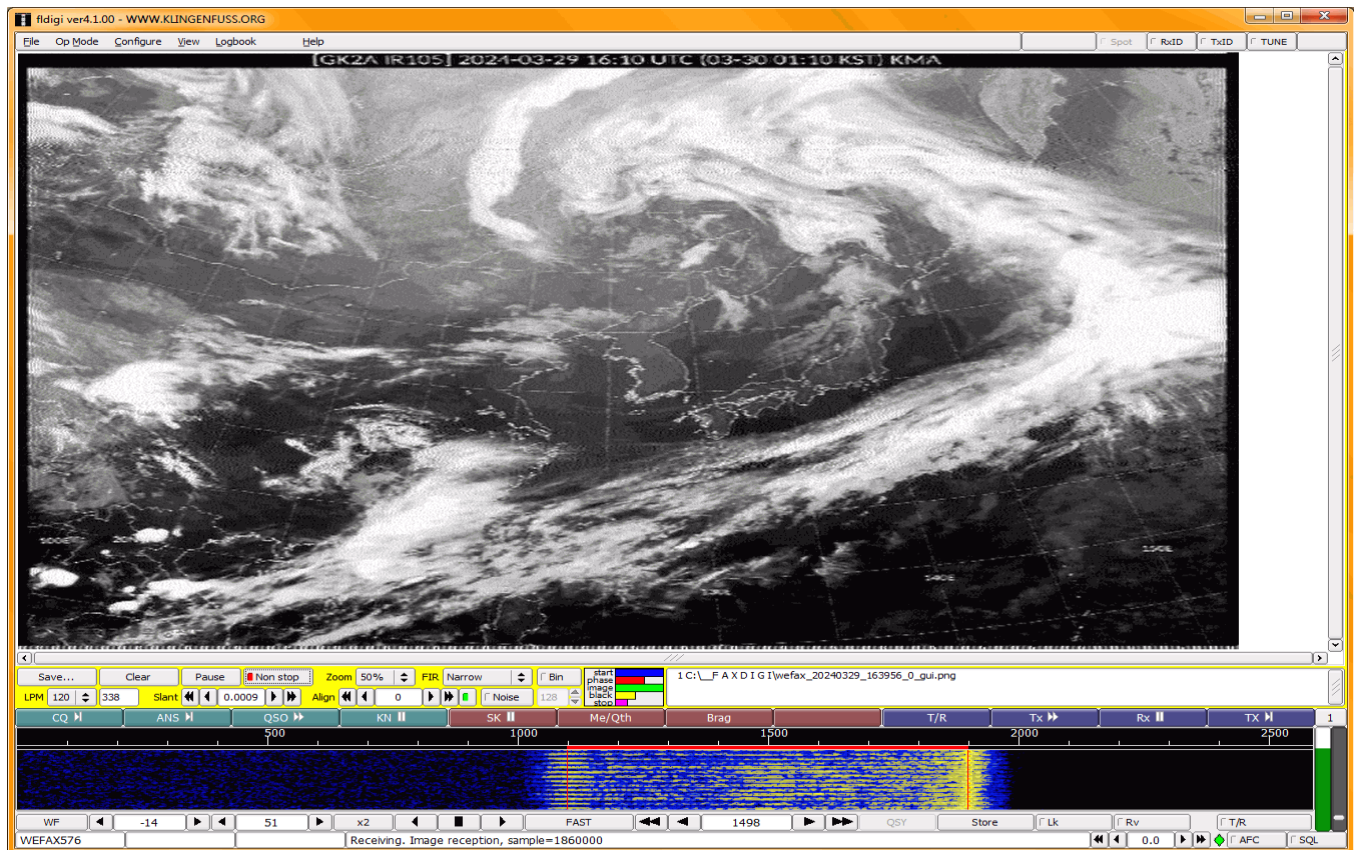 fldigi ver4.1.00 - WWW.KLINGENFUSS.ORG
File Op Mode Configure View Logbook Help Spot RxID TxID TUNE
[GK2A IR105] 2024-03-29 16:10 UTC (03-30 01:10 KST) KMA
150E
140E
Save... Clear Pause Non stop Zoom 50% FIR Narrow Bin
start
phase
image
black
stop
1 C:\__F A X D I G I\wefax_20240329_163956_0_gui.png
LPM 120 338 Slant 0.0009 Align 0 Noise 128
CQ ANS QSO KN SK Me/Qth Brag T/R Tx Rx TX 1
500 1000 1500 2000 2500
WF -14 51 x2 FAST 1498 QSY Store Lk Rv T/R
WEFAX576 Receiving. Image reception, sample=1860000 0.0 AFC SQL